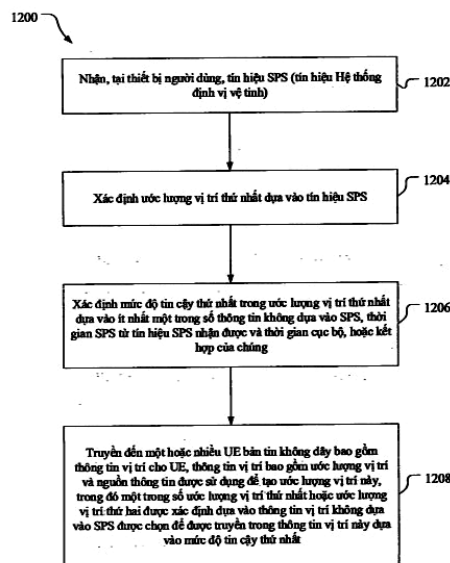 1200
Nhận, tại thiết bị người dùng, tín hiệu SPS (tín hiệu Hệ thống
định vị vệ tinh)
1202
Xác định ước lượng vị trí thứ nhất dựa vào tín hiệu SPS
1204
Xác định mức độ tin cậy thứ nhất trong ước lượng vị trí thứ nhất
dựa vào ít nhất một trong số thông tin không dựa vào SPS, thời
gian SPS từ tín hiệu SPS nhận được và thời gian cục bộ, hoặc kết
hợp của chúng
1206
Truyền đến một hoặc nhiều UE bản tin không dây bao gồm
thông tin vị trí cho UE, thông tin vị trí bao gồm ước lượng vị trí
và nguồn thông tin được sử dụng để tạo ước lượng vị trí này,
trong đó một trong số ước lượng vị trí thứ nhất hoặc ước lượng
vị trí thứ hai được xác định dựa vào thông tin vị trí không dựa
vào SPS được chọn để được truyền trong thông tin vị trí này dựa
vào mức độ tin cậy thứ nhất
1208